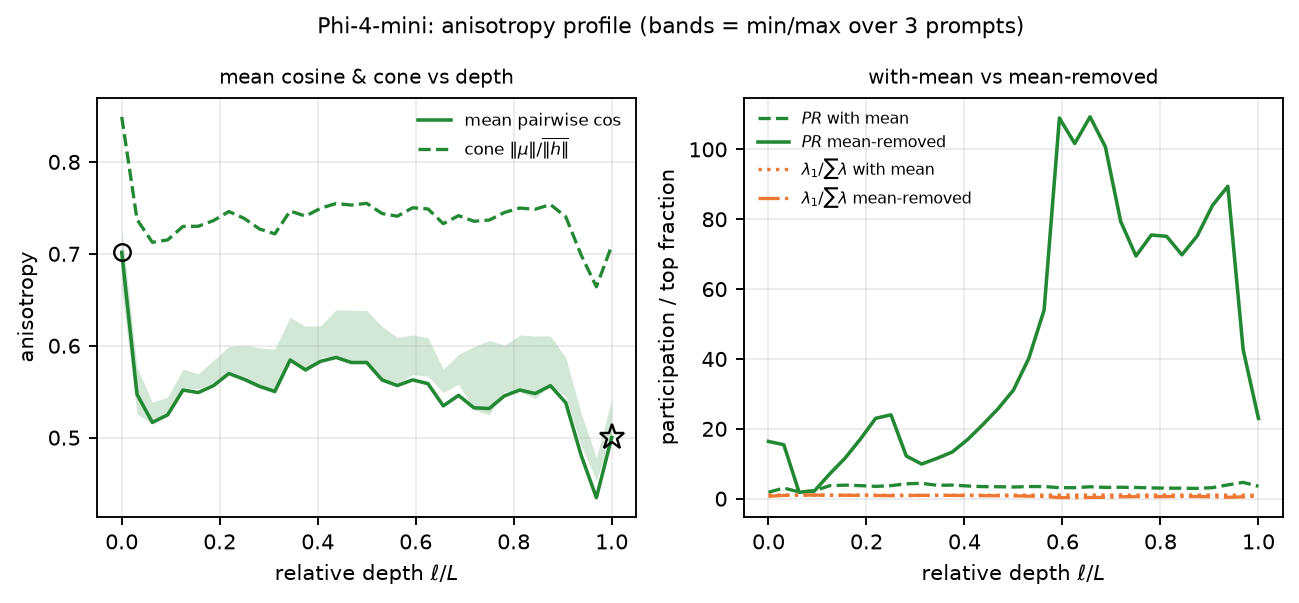 Phi-4-mini: anisotropy profile (bands = min/max over 3 prompts)
mean cosine & cone vs depth
anisotropy
0.8
0.7
0.6
0.5
mean pairwise cos
cone ‖μ‖/‖h‖̅
0.0 0.2 0.4 0.6 0.8 1.0
relative depth ℓ/L
with-mean vs mean-removed
participation / top fraction
100
80
60
40
20
0
PR with mean
PR mean-removed
λ₁/∑λ with mean
λ₁/∑λ mean-removed
0.0 0.2 0.4 0.6 0.8 1.0
relative depth ℓ/L